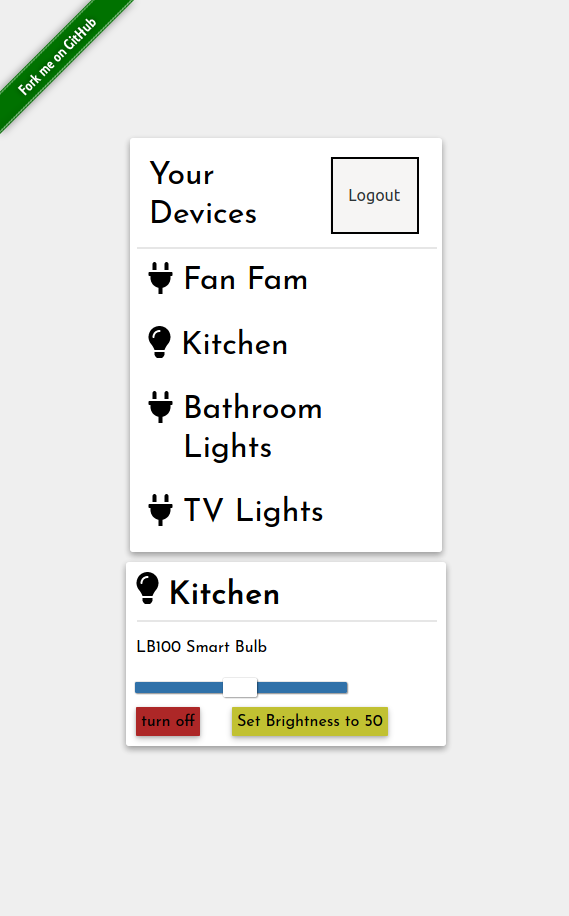 Fork me on GitHub
Your
Devices
Logout
Fan Fam
Kitchen
Bathroom
Lights
TV Lights
Kitchen
LB100 Smart Bulb
turn off
Set Brightness to 50